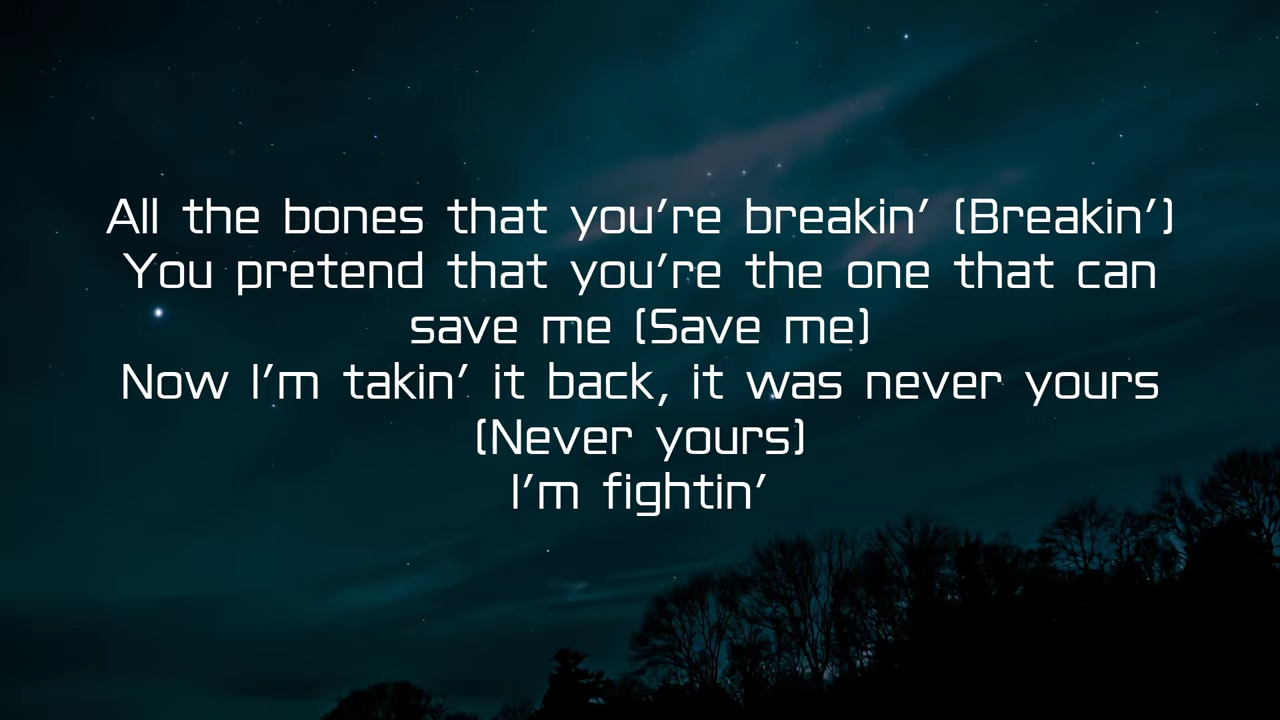 All the bones that you're breakin' (Breakin')
You pretend that you're the one that can
save me (Save me)
Now I'm takin' it back, it was never yours
(Never yours)
I'm fightin'